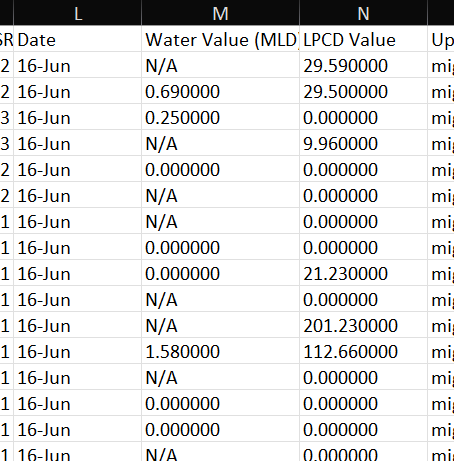 L M N
SR Date Water Value (MLD) LPCD Value Up
2 16-Jun N/A 29.590000 mig
2 16-Jun 0.690000 29.500000 mig
3 16-Jun 0.250000 0.000000 mig
3 16-Jun N/A 9.960000 mig
2 16-Jun 0.000000 0.000000 mig
2 16-Jun N/A 0.000000 mig
1 16-Jun N/A 0.000000 mig
1 16-Jun 0.000000 0.000000 mig
1 16-Jun 0.000000 21.230000 mig
1 16-Jun N/A 0.000000 mig
1 16-Jun N/A 201.230000 mig
1 16-Jun 1.580000 112.660000 mig
1 16-Jun N/A 0.000000 mig
1 16-Jun 0.000000 0.000000 mig
1 16-Jun 0.000000 0.000000 mig
1 16-Jun N/A 0.000000 mig